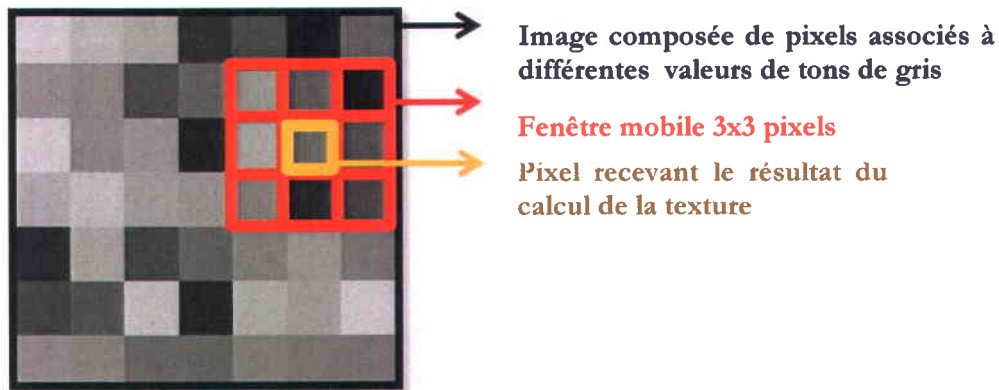 Image composée de pixels associés à
différentes valeurs de tons de gris
Fenêtre mobile 3x3 pixels
Pixel recevant le résultat du
calcul de la texture